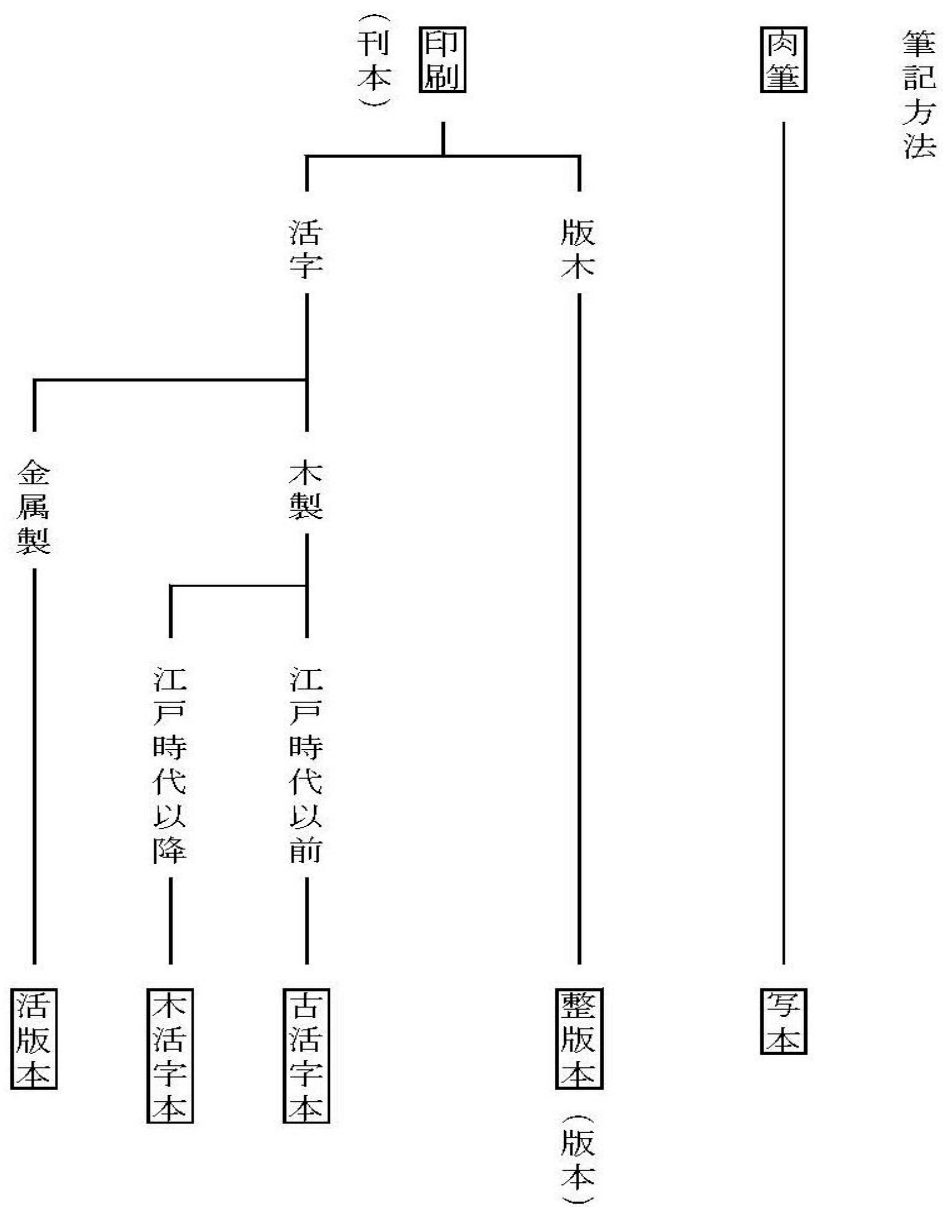 筆記方法
肉筆
写本
印刷
(刊本)
版木
整版本(版本)
活字
木製
江戸時代以前
古活字本
江戸時代以降
木活字本
金属製
活版本